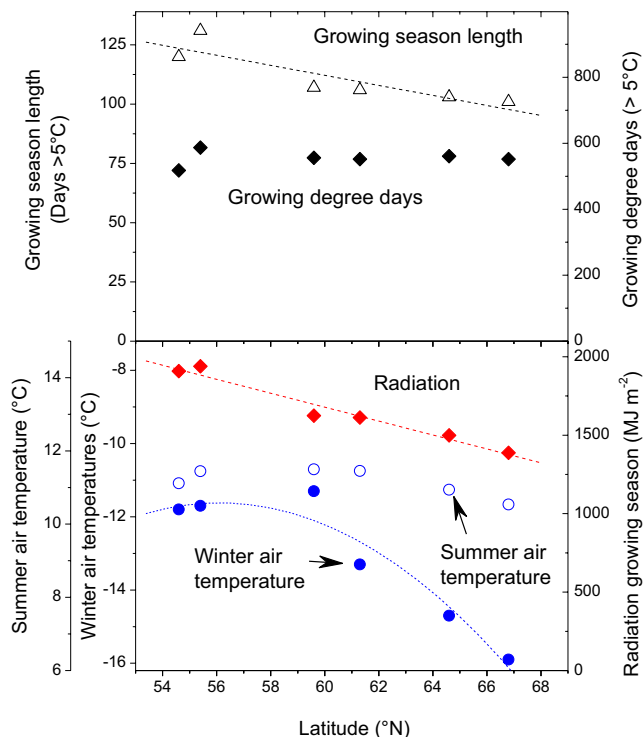 Growing season length
(Days >5°C)
125
100
75
50
25
0
Growing season length
Growing degree days
800
600
400
200
0
Growing degree days (> 5°C)
Summer air temperature (°C)
14
12
10
8
6
Winter air temperatures (°C)
-8
-10
-12
-14
-16
Radiation
Winter air
temperature
Summer air
temperature
2000
1500
1000
500
0
Radiation growing season (MJ m-2)
54 56 58 60 62 64 66 68
Latitude (°N)